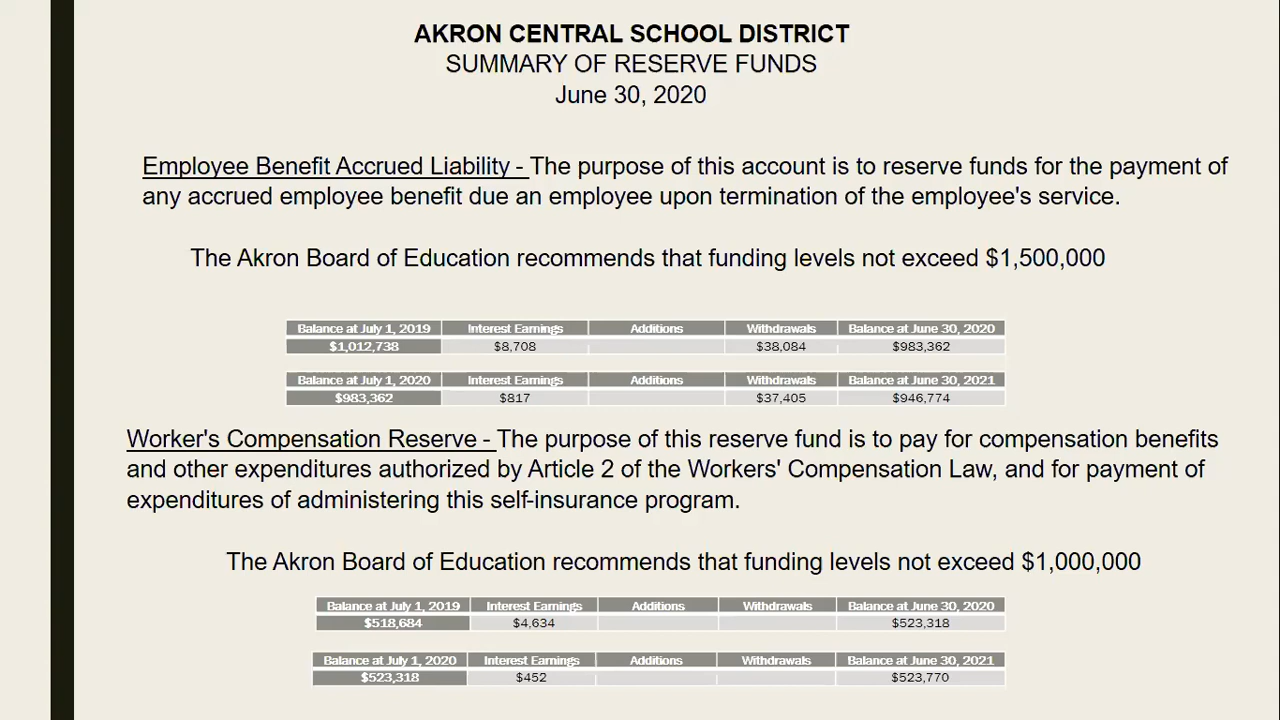 AKRON CENTRAL SCHOOL DISTRICT
SUMMARY OF RESERVE FUNDS
June 30, 2020
Employee Benefit Accrued Liability - The purpose of this account is to reserve funds for the payment of
any accrued employee benefit due an employee upon termination of the employee's service.
The Akron Board of Education recommends that funding levels not exceed $1,500,000
Balance at July 1, 2019 Interest Earnings Additions Withdrawals Balance at June 30, 2020
$1,012,738 $8,708 $38,084 $983,362
Balance at July 1, 2020 Interest Earnings Additions Withdrawals Balance at June 30, 2021
$983,362 $817 $37,405 $946,774
Worker's Compensation Reserve - The purpose of this reserve fund is to pay for compensation benefits
and other expenditures authorized by Article 2 of the Workers' Compensation Law, and for payment of
expenditures of administering this self-insurance program.
The Akron Board of Education recommends that funding levels not exceed $1,000,000
Balance at July 1, 2019 Interest Earnings Additions Withdrawals Balance at June 30, 2020
$518,684 $4,634 $523,318
Balance at July 1, 2020 Interest Earnings Additions Withdrawals Balance at June 30, 2021
$523,318 $452 $523,770